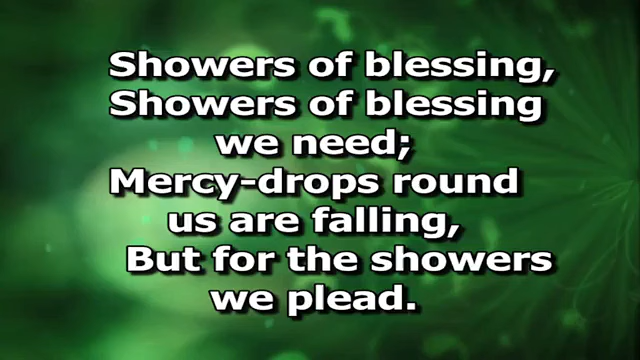 Showers of blessing,
Showers of blessing
we need;
Mercy-drops round
us are falling,
But for the showers
we plead.